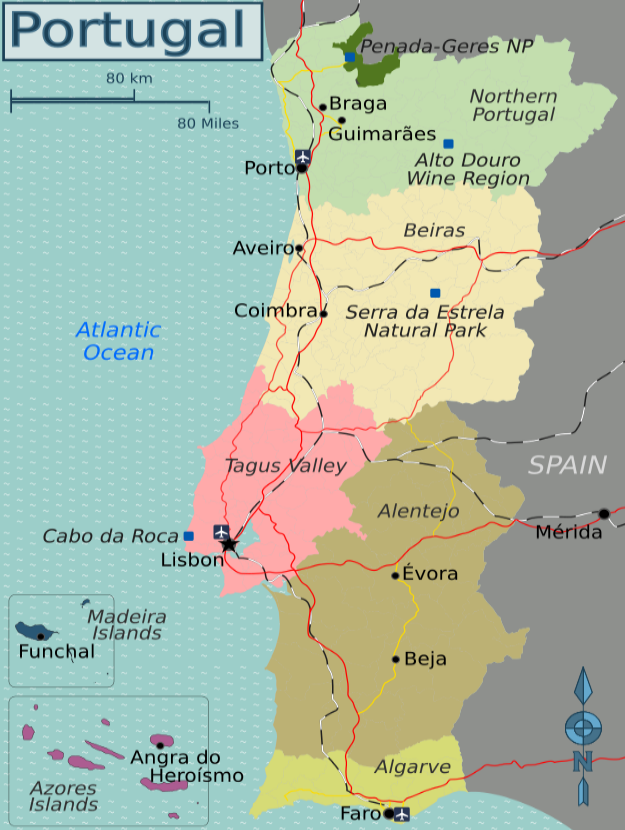 Portugal
80 km
80 Miles
Penada-Geres NP
Braga
Guimarães
Northern
Portugal
Alto Douro
Wine Region
Porto
Beiras
Aveiro
Coimbra
Serra da Estrela
Natural Park
Atlantic
Ocean
Tagus Valley
SPAIN
Alentejo
Mérida
Cabo da Roca
Lisbon
Évora
Madeira
Islands
Funchal
Beja
Angra do
Heroísmo
Azores
Islands
Algarve
Faro
N